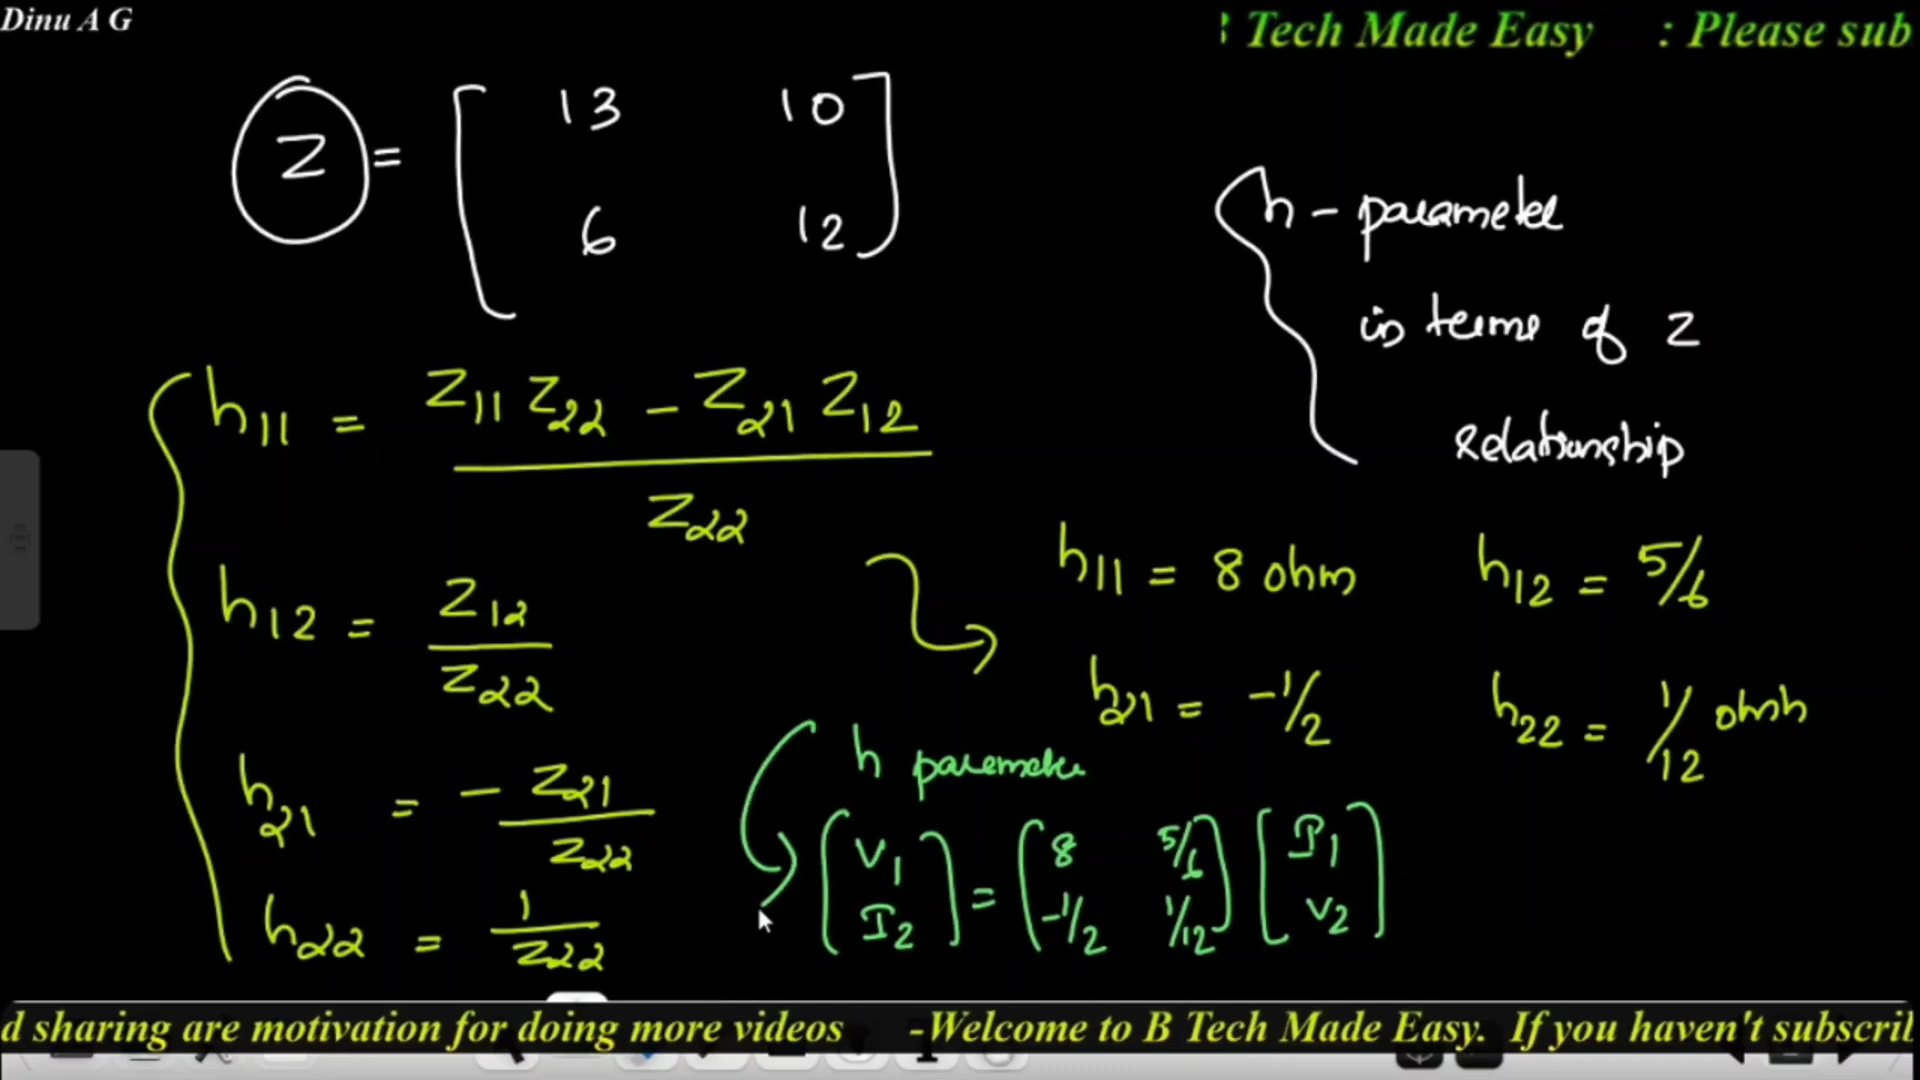 Dinu A G
: Tech Made Easy : Please sub
Z = [ 13 10
6 12 ]
h - parameter
in terms of Z
relationship
h11 = Z11 Z22 - Z21 Z12
Z22
h12 = Z12
Z22
h21 = - Z21
Z22
h22 = 1
Z22
h11 = 8 ohm h12 = 5/6
h21 = -1/2 h22 = 1/12 ohm
h parameter
[ V1 ] = [ 8 5/6 ] [ I1 ]
[ I2 ] [ -1/2 1/12 ] [ V2 ]
d sharing are motivation for doing more videos -Welcome to B Tech Made Easy. If you haven't subscril